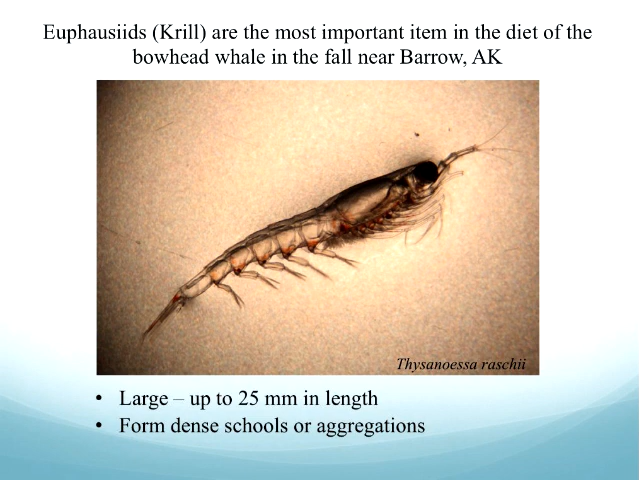 Euphausiids (Krill) are the most important item in the diet of the
bowhead whale in the fall near Barrow, AK
Thysanoessa raschii
• Large – up to 25 mm in length
• Form dense schools or aggregations